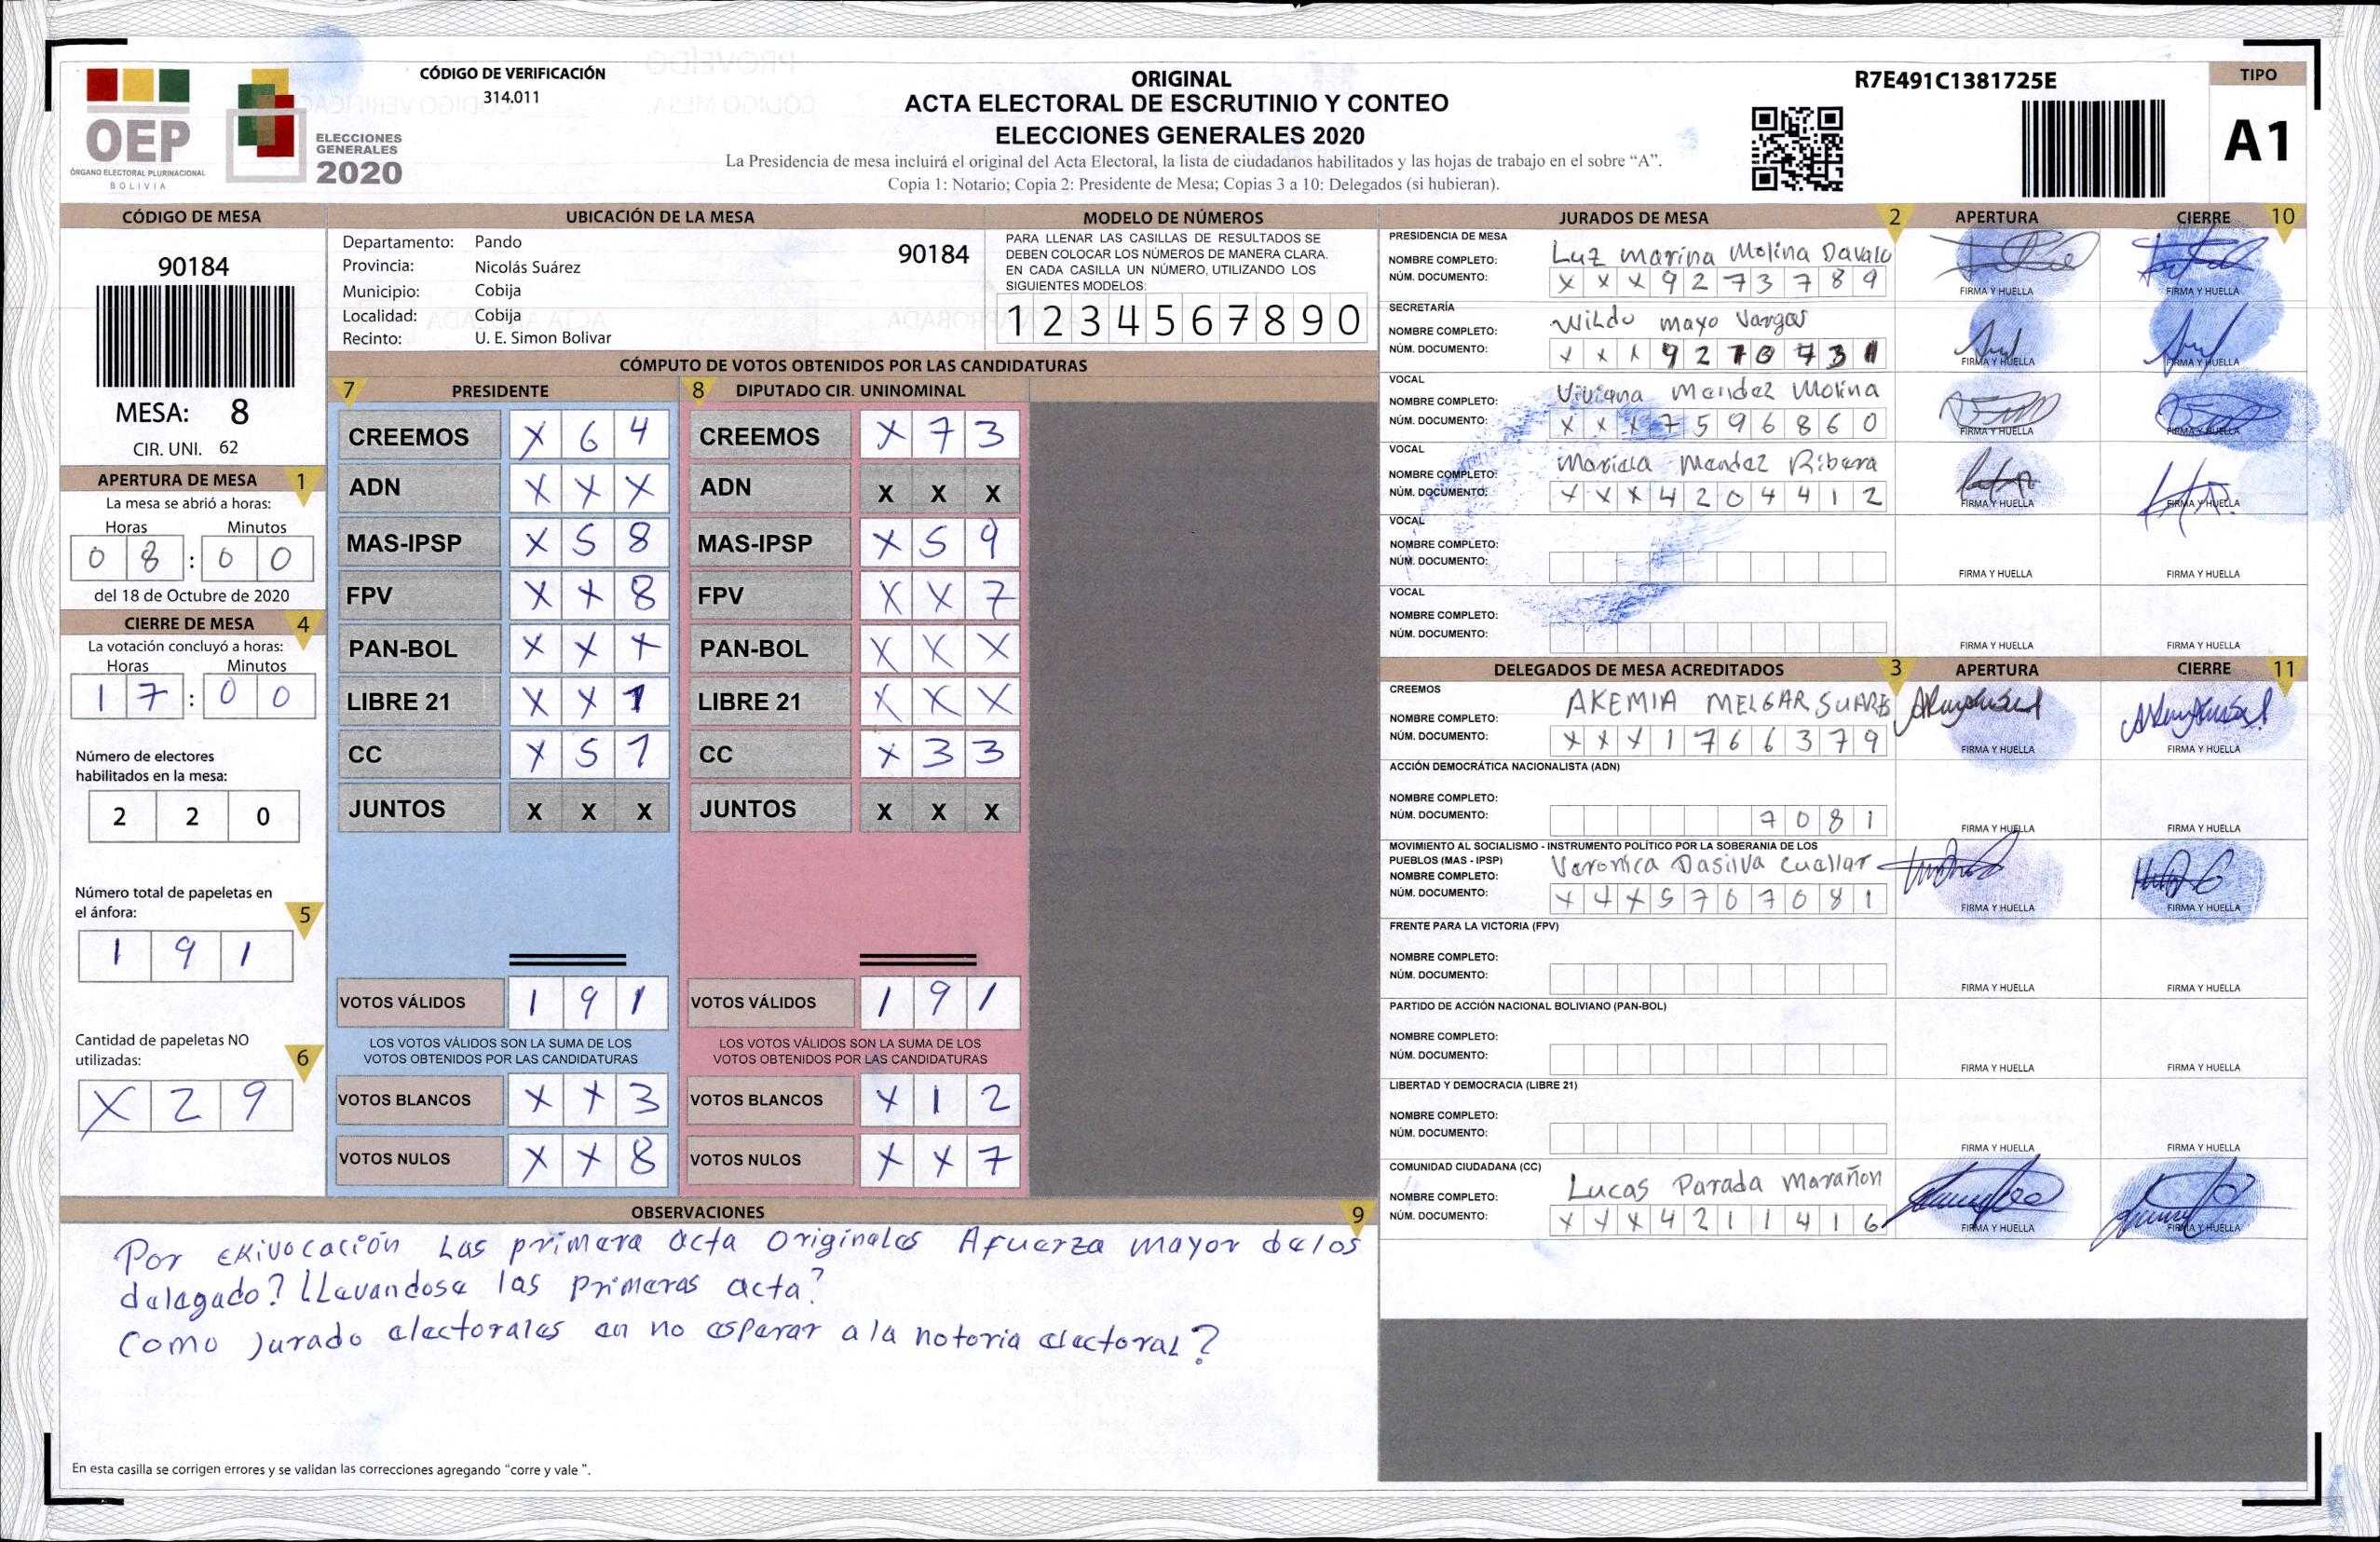 CÓDIGO DE VERIFICACIÓN
314.011
OEP
ÓRGANO ELECTORAL PLURINACIONAL
BOLIVIA
ELECCIONES
GENERALES
2020
ORIGINAL
ACTA ELECTORAL DE ESCRUTINIO Y CONTEO
ELECCIONES GENERALES 2020
La Presidencia de mesa incluirá el original del Acta Electoral, la lista de ciudadanos habilitados y las hojas de trabajo en el sobre “A”.
Copia 1: Notario; Copia 2: Presidente de Mesa; Copias 3 a 10: Delegados (si hubieran).
R7E491C1381725E
TIPO
A1
CÓDIGO DE MESA
90184
MESA: 8
CIR. UNI. 62
APERTURA DE MESA 1
La mesa se abrió a horas:
Horas Minutos
0 8 : 0 0
del 18 de Octubre de 2020
CIERRE DE MESA 4
La votación concluyó a horas:
Horas Minutos
1 7 : 0 0
Número de electores
habilitados en la mesa:
2 2 0
Número total de papeletas en
el ánfora: 5
1 9 1
Cantidad de papeletas NO
utilizadas: 6
X 2 9
UBICACIÓN DE LA MESA
Departamento: Pando 90184
Provincia: Nicolás Suárez
Municipio: Cobija
Localidad: Cobija
Recinto: U. E. Simon Bolivar
MODELO DE NÚMEROS
PARA LLENAR LAS CASILLAS DE RESULTADOS SE
DEBEN COLOCAR LOS NÚMEROS DE MANERA CLARA.
EN CADA CASILLA UN NÚMERO, UTILIZANDO LOS
SIGUIENTES MODELOS:
1 2 3 4 5 6 7 8 9 0
CÓMPUTO DE VOTOS OBTENIDOS POR LAS CANDIDATURAS
7 PRESIDENTE 8 DIPUTADO CIR. UNINOMINAL
CREEMOS X 6 4 CREEMOS X 7 3
ADN X X X ADN X X X
MAS-IPSP X 5 8 MAS-IPSP X 5 9
FPV X X 8 FPV X X 7
PAN-BOL X X X PAN-BOL X X X
LIBRE 21 X X 1 LIBRE 21 X X X
CC X 5 CC X 3 3
JUNTOS X X X JUNTOS X X X
VOTOS VÁLIDOS 1 9 1 VOTOS VÁLIDOS 1 9 1
LOS VOTOS VÁLIDOS SON LA SUMA DE LOS LOS VOTOS VÁLIDOS SON LA SUMA DE LOS
VOTOS OBTENIDOS POR LAS CANDIDATURAS VOTOS OBTENIDOS POR LAS CANDIDATURAS
VOTOS BLANCOS X X 3 VOTOS BLANCOS X 1 2
VOTOS NULOS X X 8 VOTOS NULOS X X 7
OBSERVACIONES 9
Por ekivocación Las primera acta Originales Afuerza mayor de los
delegado? LLevandose las primeras acta?
Como jurado electorales en no esperar a la notoria electoral?
En esta casilla se corrigen errores y se validan las correcciones agregando “corre y vale ”.
JURADOS DE MESA 2 APERTURA CIERRE 10
PRESIDENCIA DE MESA
NOMBRE COMPLETO: Luz Marina Molina Davalo
NÚM. DOCUMENTO: X X X 9 2 7 3 7 8 9 FIRMA Y HUELLA FIRMA Y HUELLA
SECRETARÍA
NOMBRE COMPLETO: Wildo mayo Vargas
NÚM. DOCUMENTO: X X X 9 2 7 FIRMA Y HUELLA FIRMA Y HUELLA
VOCAL
NOMBRE COMPLETO: Viviana Mendez Molina
NÚM. DOCUMENTO: X X X 7 5 9 6 8 6 0 FIRMA Y HUELLA FIRMA Y HUELLA
VOCAL
NOMBRE COMPLETO: Mariela Mendez Ribera
NÚM. DOCUMENTO: X X X 4 2 0 4 4 1 2 FIRMA Y HUELLA FIRMA Y HUELLA
VOCAL
NOMBRE COMPLETO:
NÚM. DOCUMENTO: FIRMA Y HUELLA FIRMA Y HUELLA
VOCAL
NOMBRE COMPLETO:
NÚM. DOCUMENTO: FIRMA Y HUELLA FIRMA Y HUELLA
DELEGADOS DE MESA ACREDITADOS 3 APERTURA CIERRE 11
CREEMOS
NOMBRE COMPLETO: AKEMIA MELGAR SUARES
NÚM. DOCUMENTO: X X X 1 7 6 6 3 7 9 FIRMA Y HUELLA FIRMA Y HUELLA
ACCIÓN DEMOCRÁTICA NACIONALISTA (ADN)
NOMBRE COMPLETO:
NÚM. DOCUMENTO: 7 0 8 1 FIRMA Y HUELLA FIRMA Y HUELLA
MOVIMIENTO AL SOCIALISMO - INSTRUMENTO POLÍTICO POR LA SOBERANIA DE LOS
PUEBLOS (MAS - IPSP)
NOMBRE COMPLETO: Veronica Dasilva Cuellar
NÚM. DOCUMENTO: X 4 X 5 7 0 7 0 8 1 FIRMA Y HUELLA FIRMA Y HUELLA
FRENTE PARA LA VICTORIA (FPV)
NOMBRE COMPLETO:
NÚM. DOCUMENTO: FIRMA Y HUELLA FIRMA Y HUELLA
PARTIDO DE ACCIÓN NACIONAL BOLIVIANO (PAN-BOL)
NOMBRE COMPLETO:
NÚM. DOCUMENTO: FIRMA Y HUELLA FIRMA Y HUELLA
LIBERTAD Y DEMOCRACIA (LIBRE 21)
NOMBRE COMPLETO:
NÚM. DOCUMENTO: FIRMA Y HUELLA FIRMA Y HUELLA
COMUNIDAD CIUDADANA (CC)
NOMBRE COMPLETO: Lucas Parada Marañon
NÚM. DOCUMENTO: X X X 4 2 1 1 4 1 6 FIRMA Y HUELLA FIRMA Y HUELLA